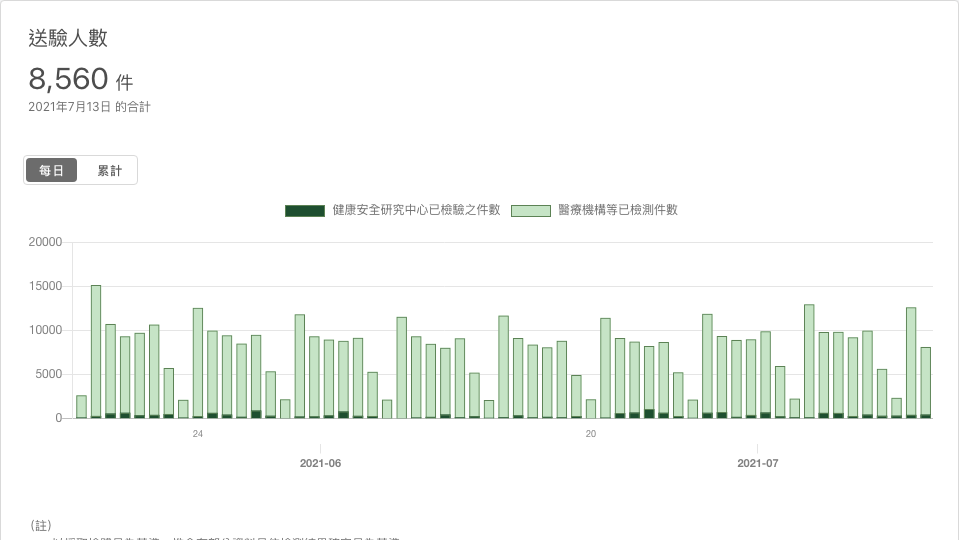 送驗人數
8,560 件
2021年7月13日 的合計
每日 累計
健康安全研究中心已檢驗之件數 醫療機構等已檢測件數
20000
15000
10000
5000
0
24 20
2021-06 2021-07
（註）